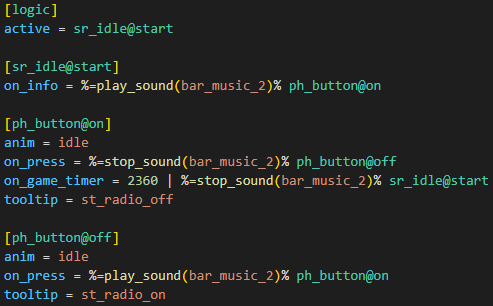 [logic]
active = sr_idle@start
[sr_idle@start]
on_info = %=play_sound(bar_music_2)% ph_button@on
[ph_button@on]
anim = idle
on_press = %=stop_sound(bar_music_2)% ph_button@off
on_game_timer = 2360 | %=stop_sound(bar_music_2)% sr_idle@start
tooltip = st_radio_off
[ph_button@off]
anim = idle
on_press = %=play_sound(bar_music_2)% ph_button@on
tooltip = st_radio_on